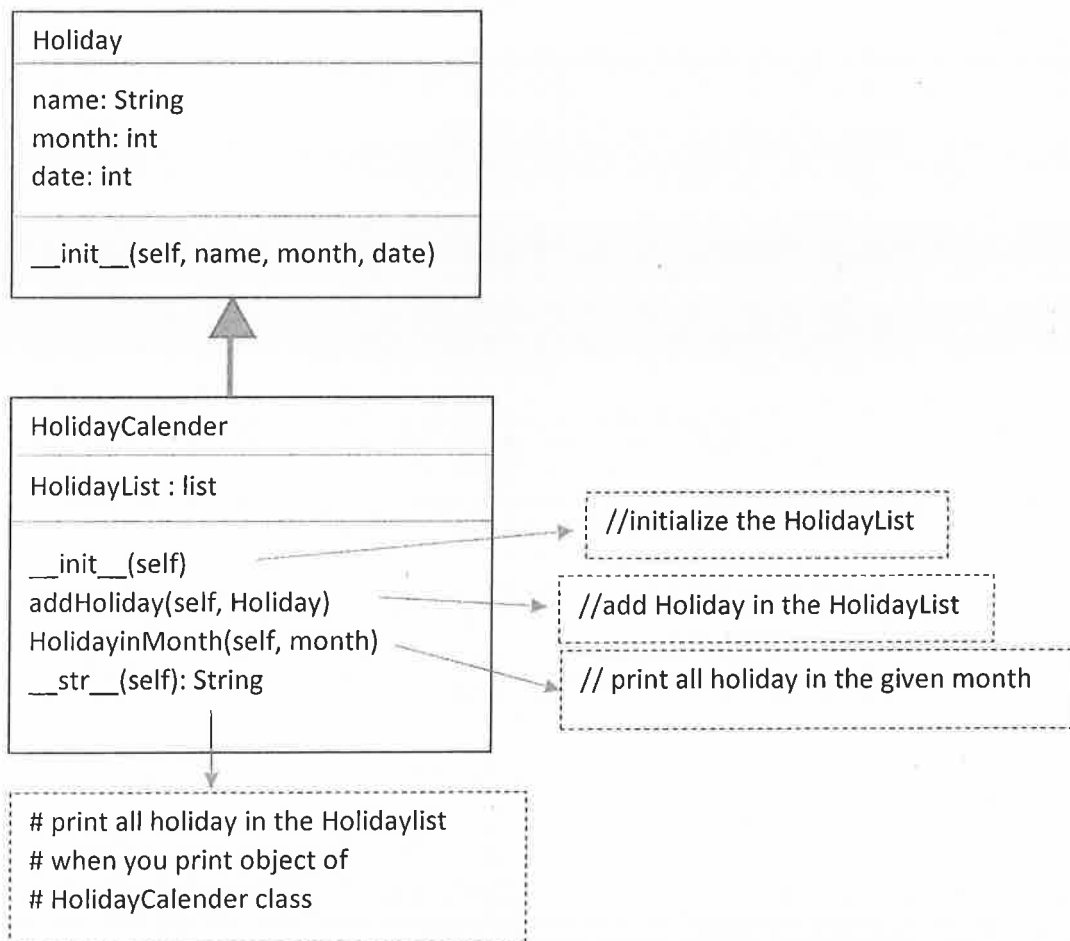 Holiday
name: String
month: int
date: int
__init__(self, name, month, date)
HolidayCalender
HolidayList : list
__init__(self)
addHoliday(self, Holiday)
HolidayinMonth(self, month)
__str__(self): String
//initialize the HolidayList
//add Holiday in the HolidayList
// print all holiday in the given month
# print all holiday in the Holidaylist
# when you print object of
# HolidayCalender class